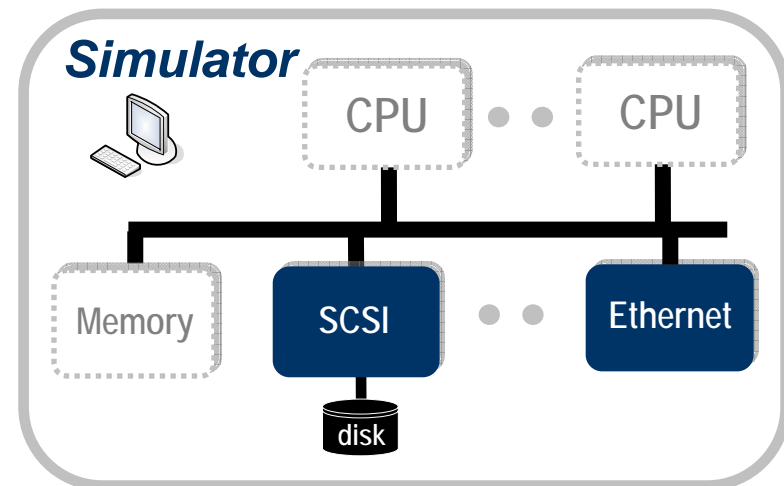 Simulator
CPU
CPU
Memory
SCSI
Ethernet
disk